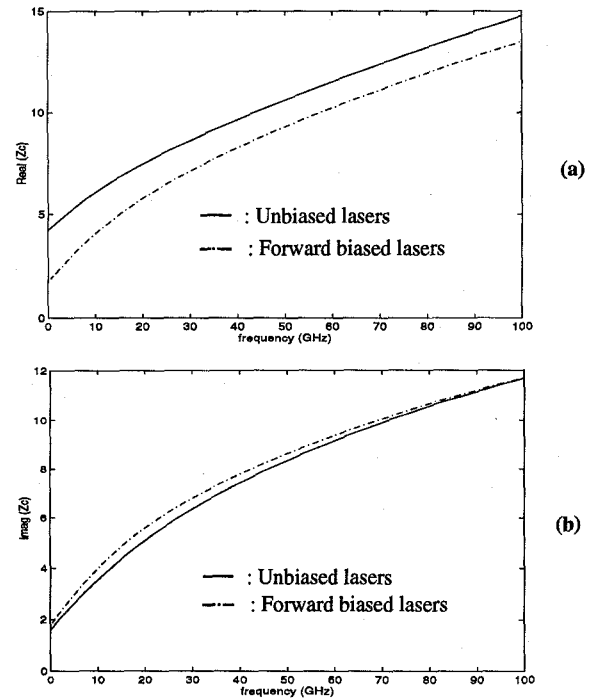 15
10
5
0
Real (Zc)
— : Unbiased lasers
–·–·– : Forward biased lasers
0 10 20 30 40 50 60 70 80 90 100
frequency (GHz)
(a)
12
10
8
6
4
2
0
Imag (Zc)
— : Unbiased lasers
–·–·– : Forward biased lasers
0 10 20 30 40 50 60 70 80 90 100
frequency (GHz)
(b)